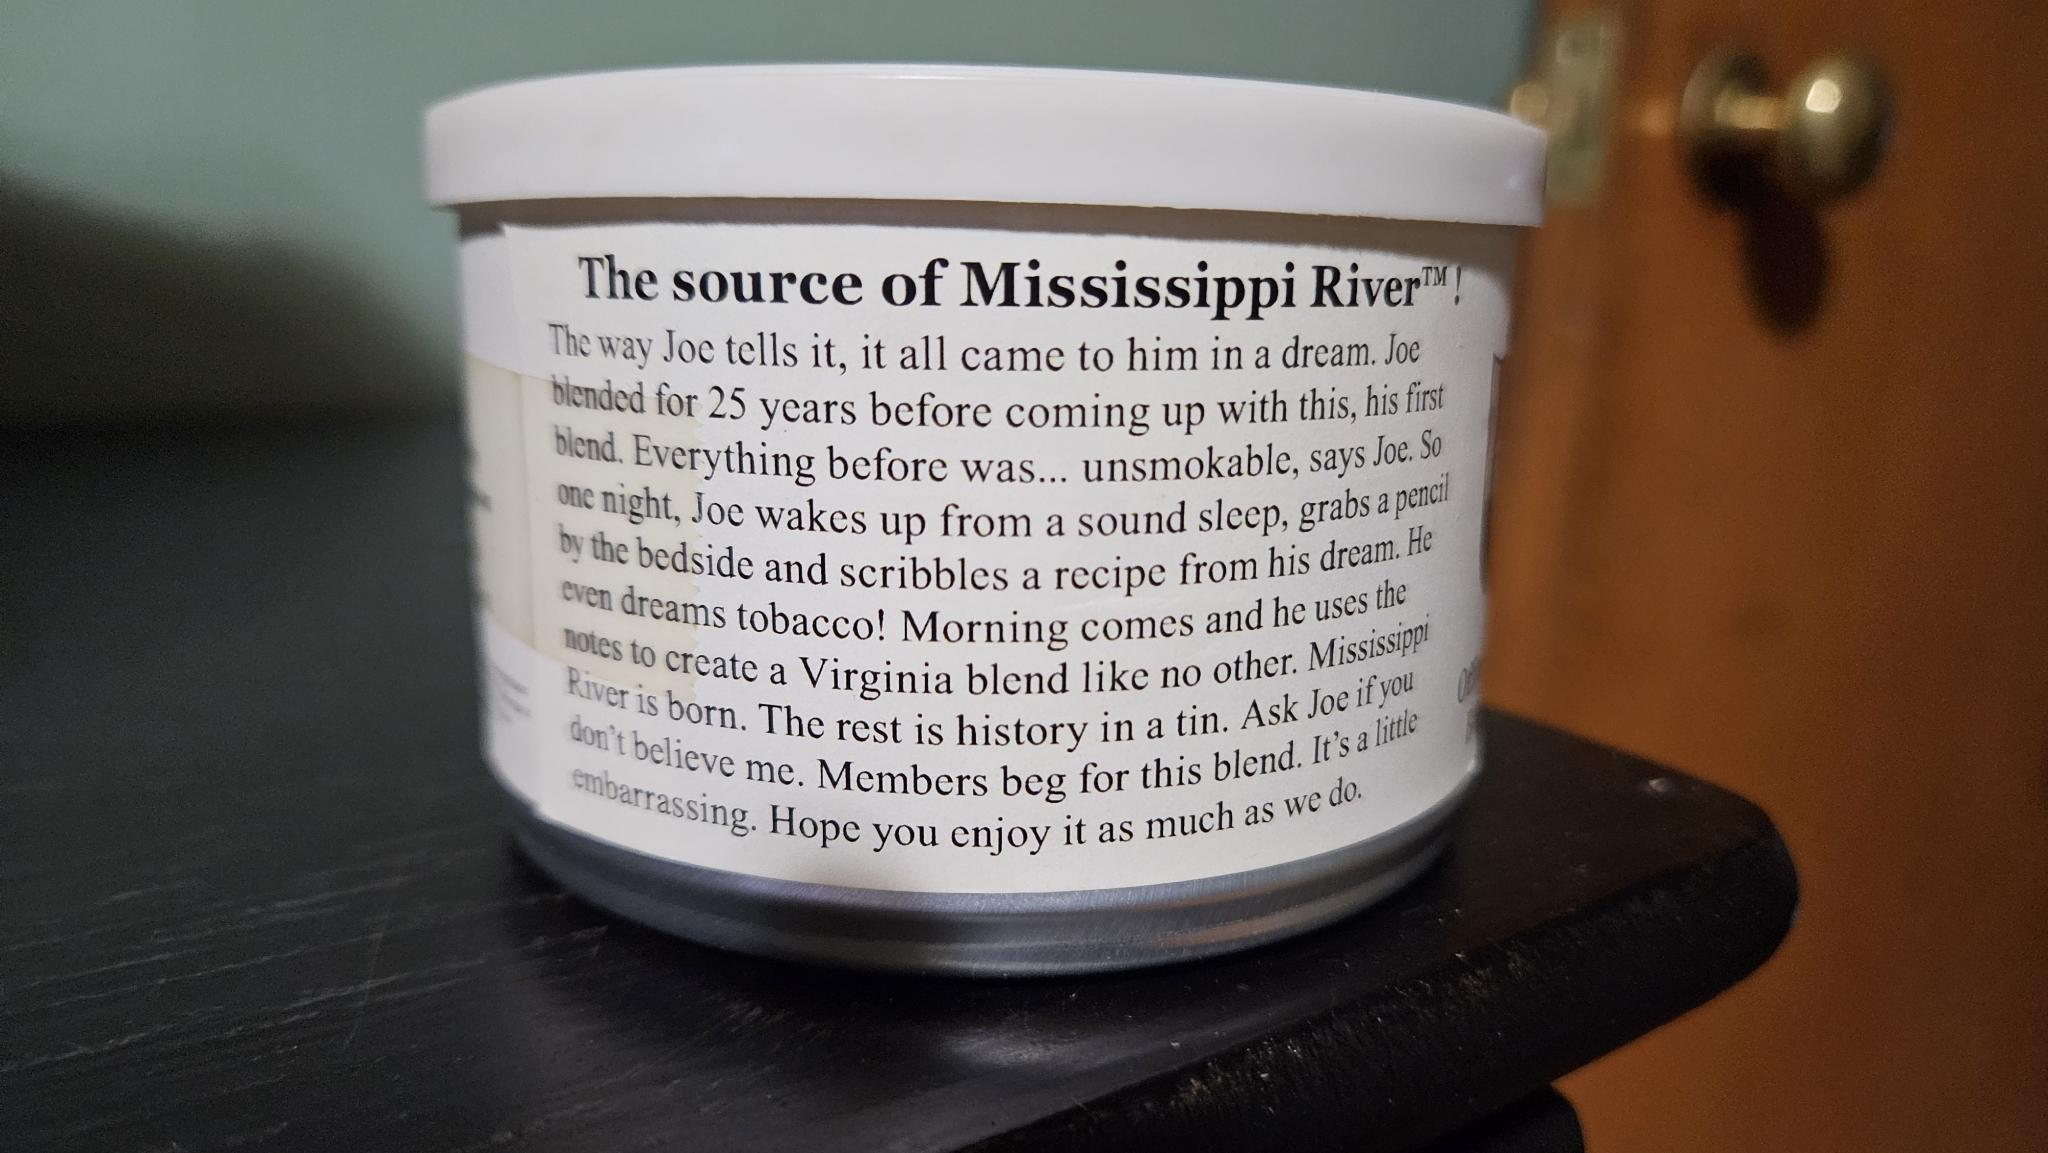 The source of Mississippi River™!
The way Joe tells it, it all came to him in a dream. Joe
blended for 25 years before coming up with this, his first
blend. Everything before was... unsmokable, says Joe. So
one night, Joe wakes up from a sound sleep, grabs a pencil
by the bedside and scribbles a recipe from his dream. He
even dreams tobacco! Morning comes and he uses the
notes to create a Virginia blend like no other. Mississippi
River is born. The rest is history in a tin. Ask Joe if you
don't believe me. Members beg for this blend. It's a little
embarrassing. Hope you enjoy it as much as we do.